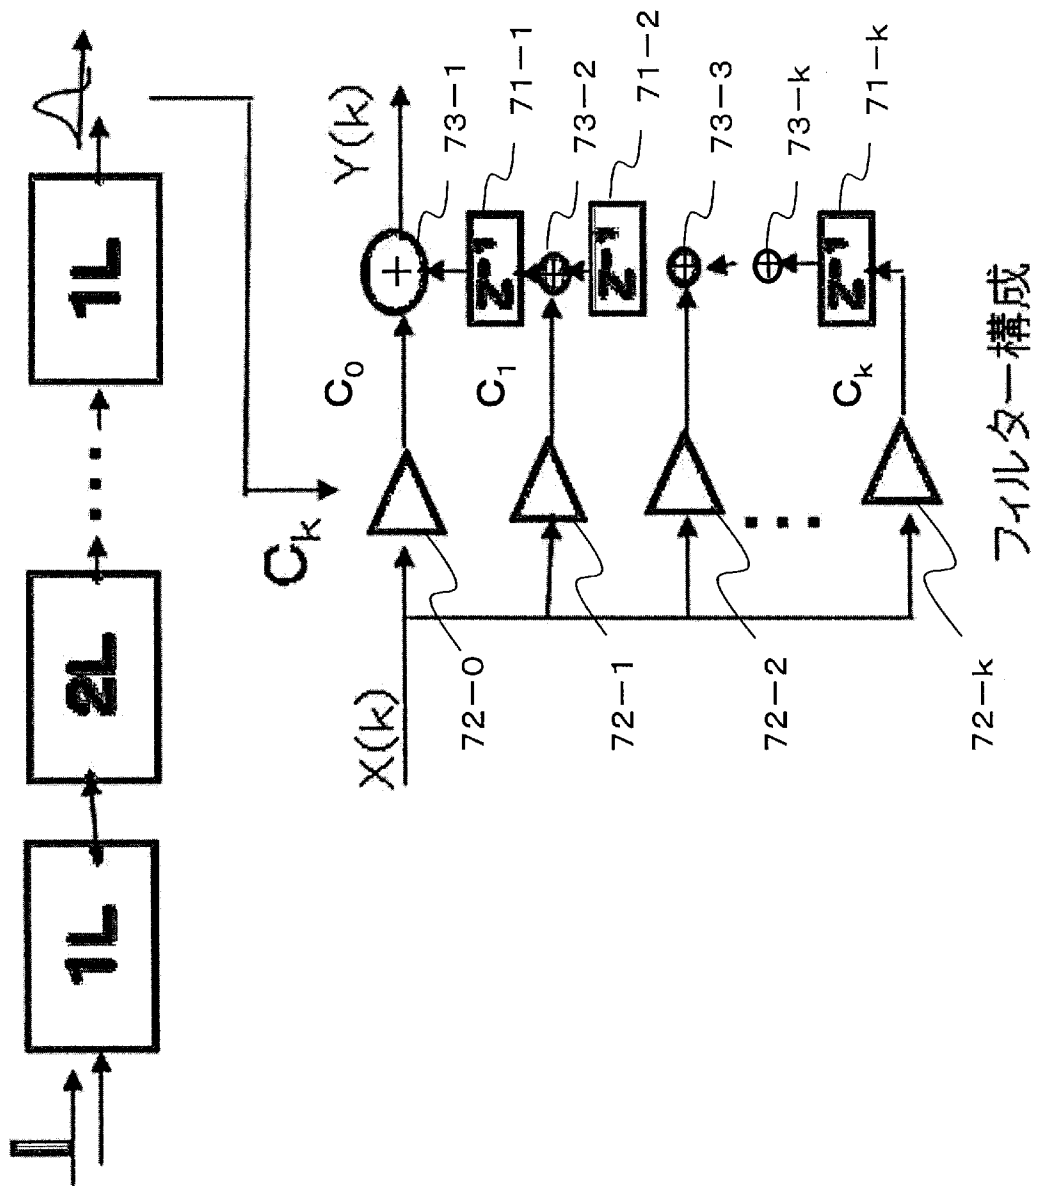 1L
2L
...
1L
Ck
X(k)
Y(k)
C0
C1
Ck
72-0
72-1
72-2
...
72-k
73-1
71-1
73-2
71-2
73-3
73-k
71-k
+
Z-1
Z-1
Z-1
フィルター構成